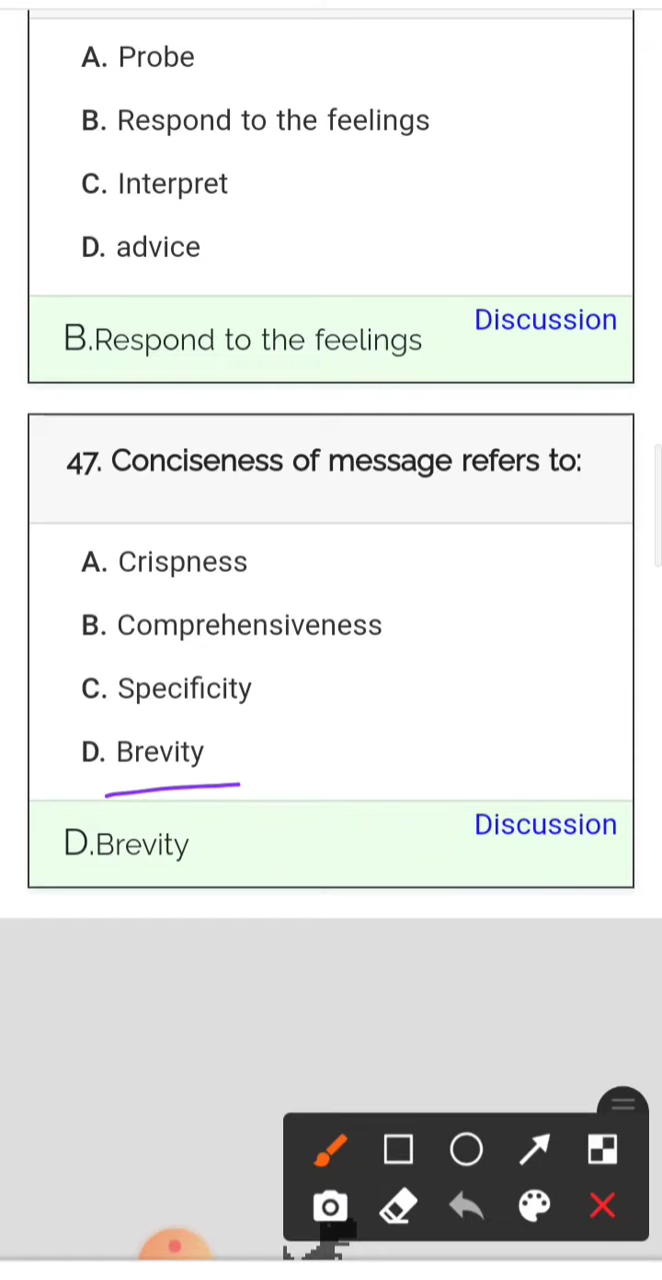 A. Probe
B. Respond to the feelings
C. Interpret
D. advice
Discussion
B.Respond to the feelings
47. Conciseness of message refers to:
A. Crispness
B. Comprehensiveness
C. Specificity
D. Brevity
Discussion
D.Brevity